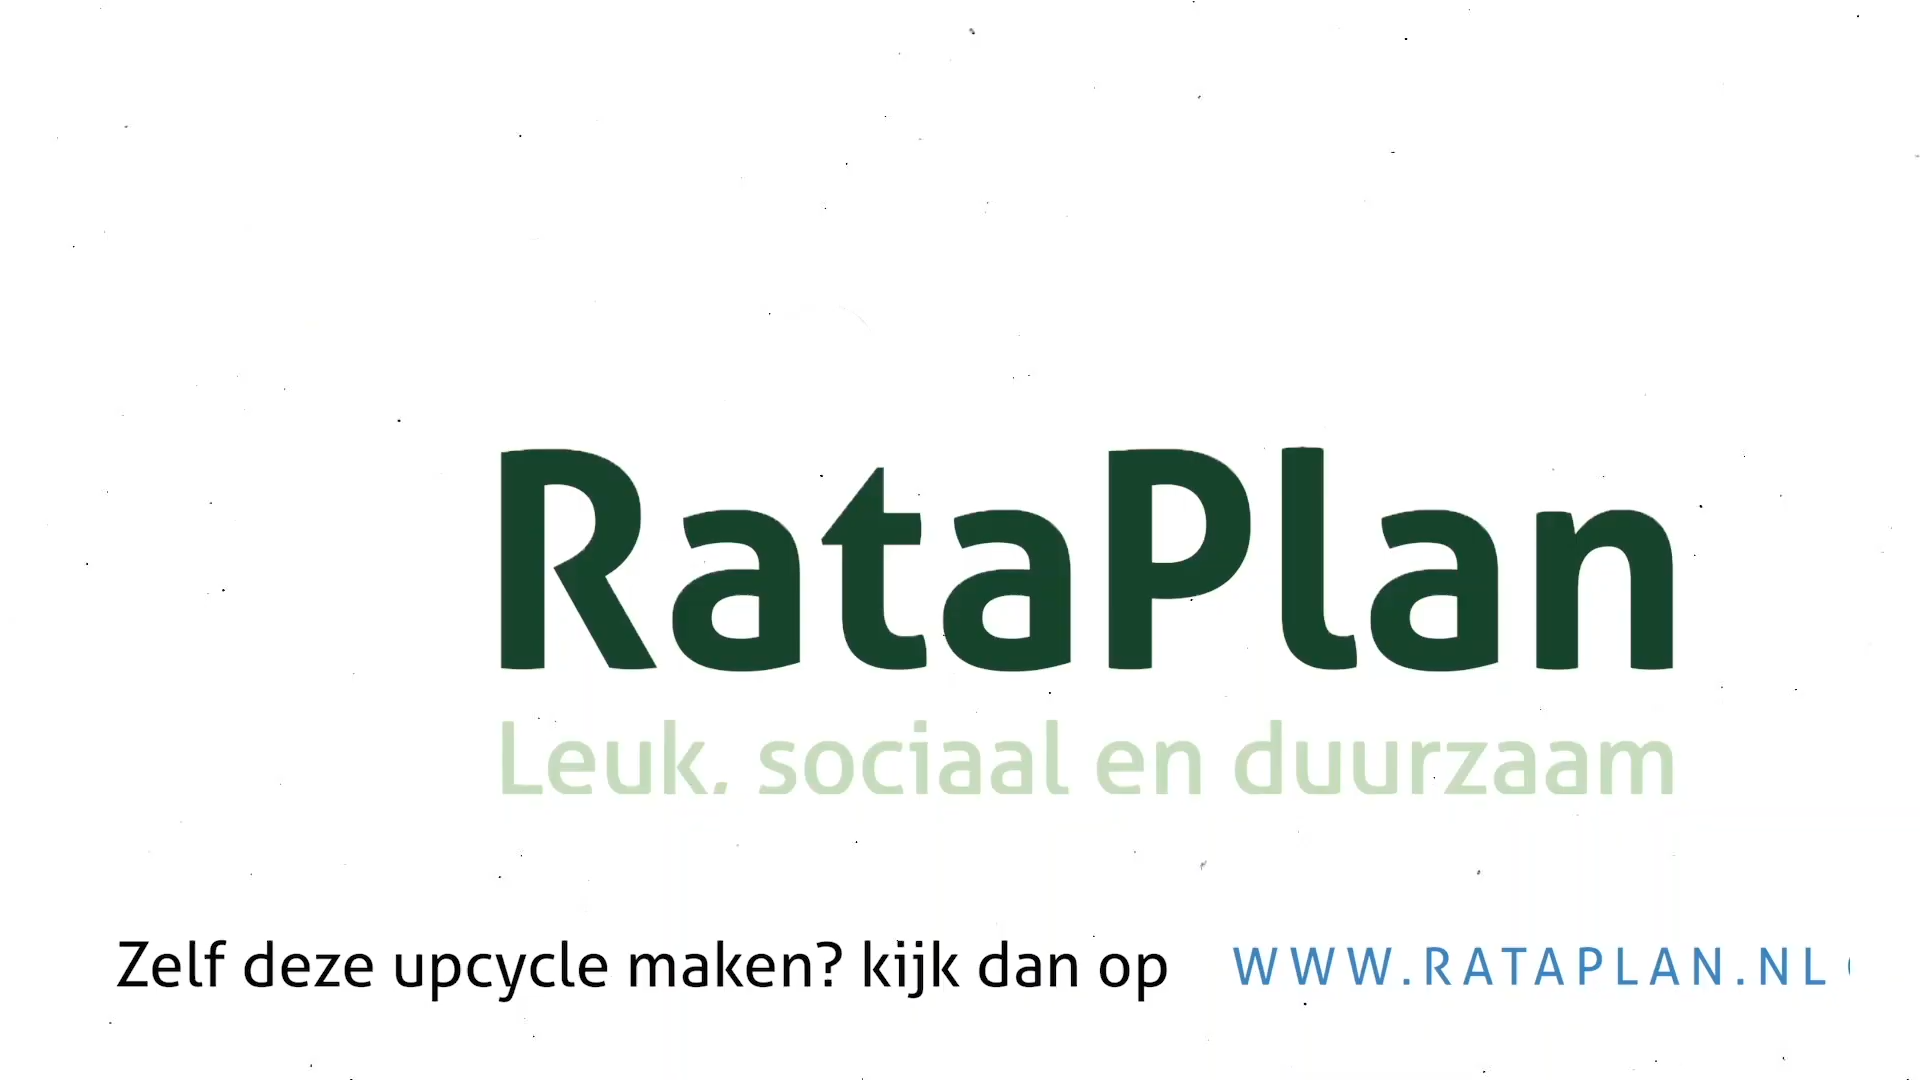 RataPlan
Leuk, sociaal en duurzaam
Zelf deze upcycle maken? kijk dan op WWW.RATAPLAN.NL